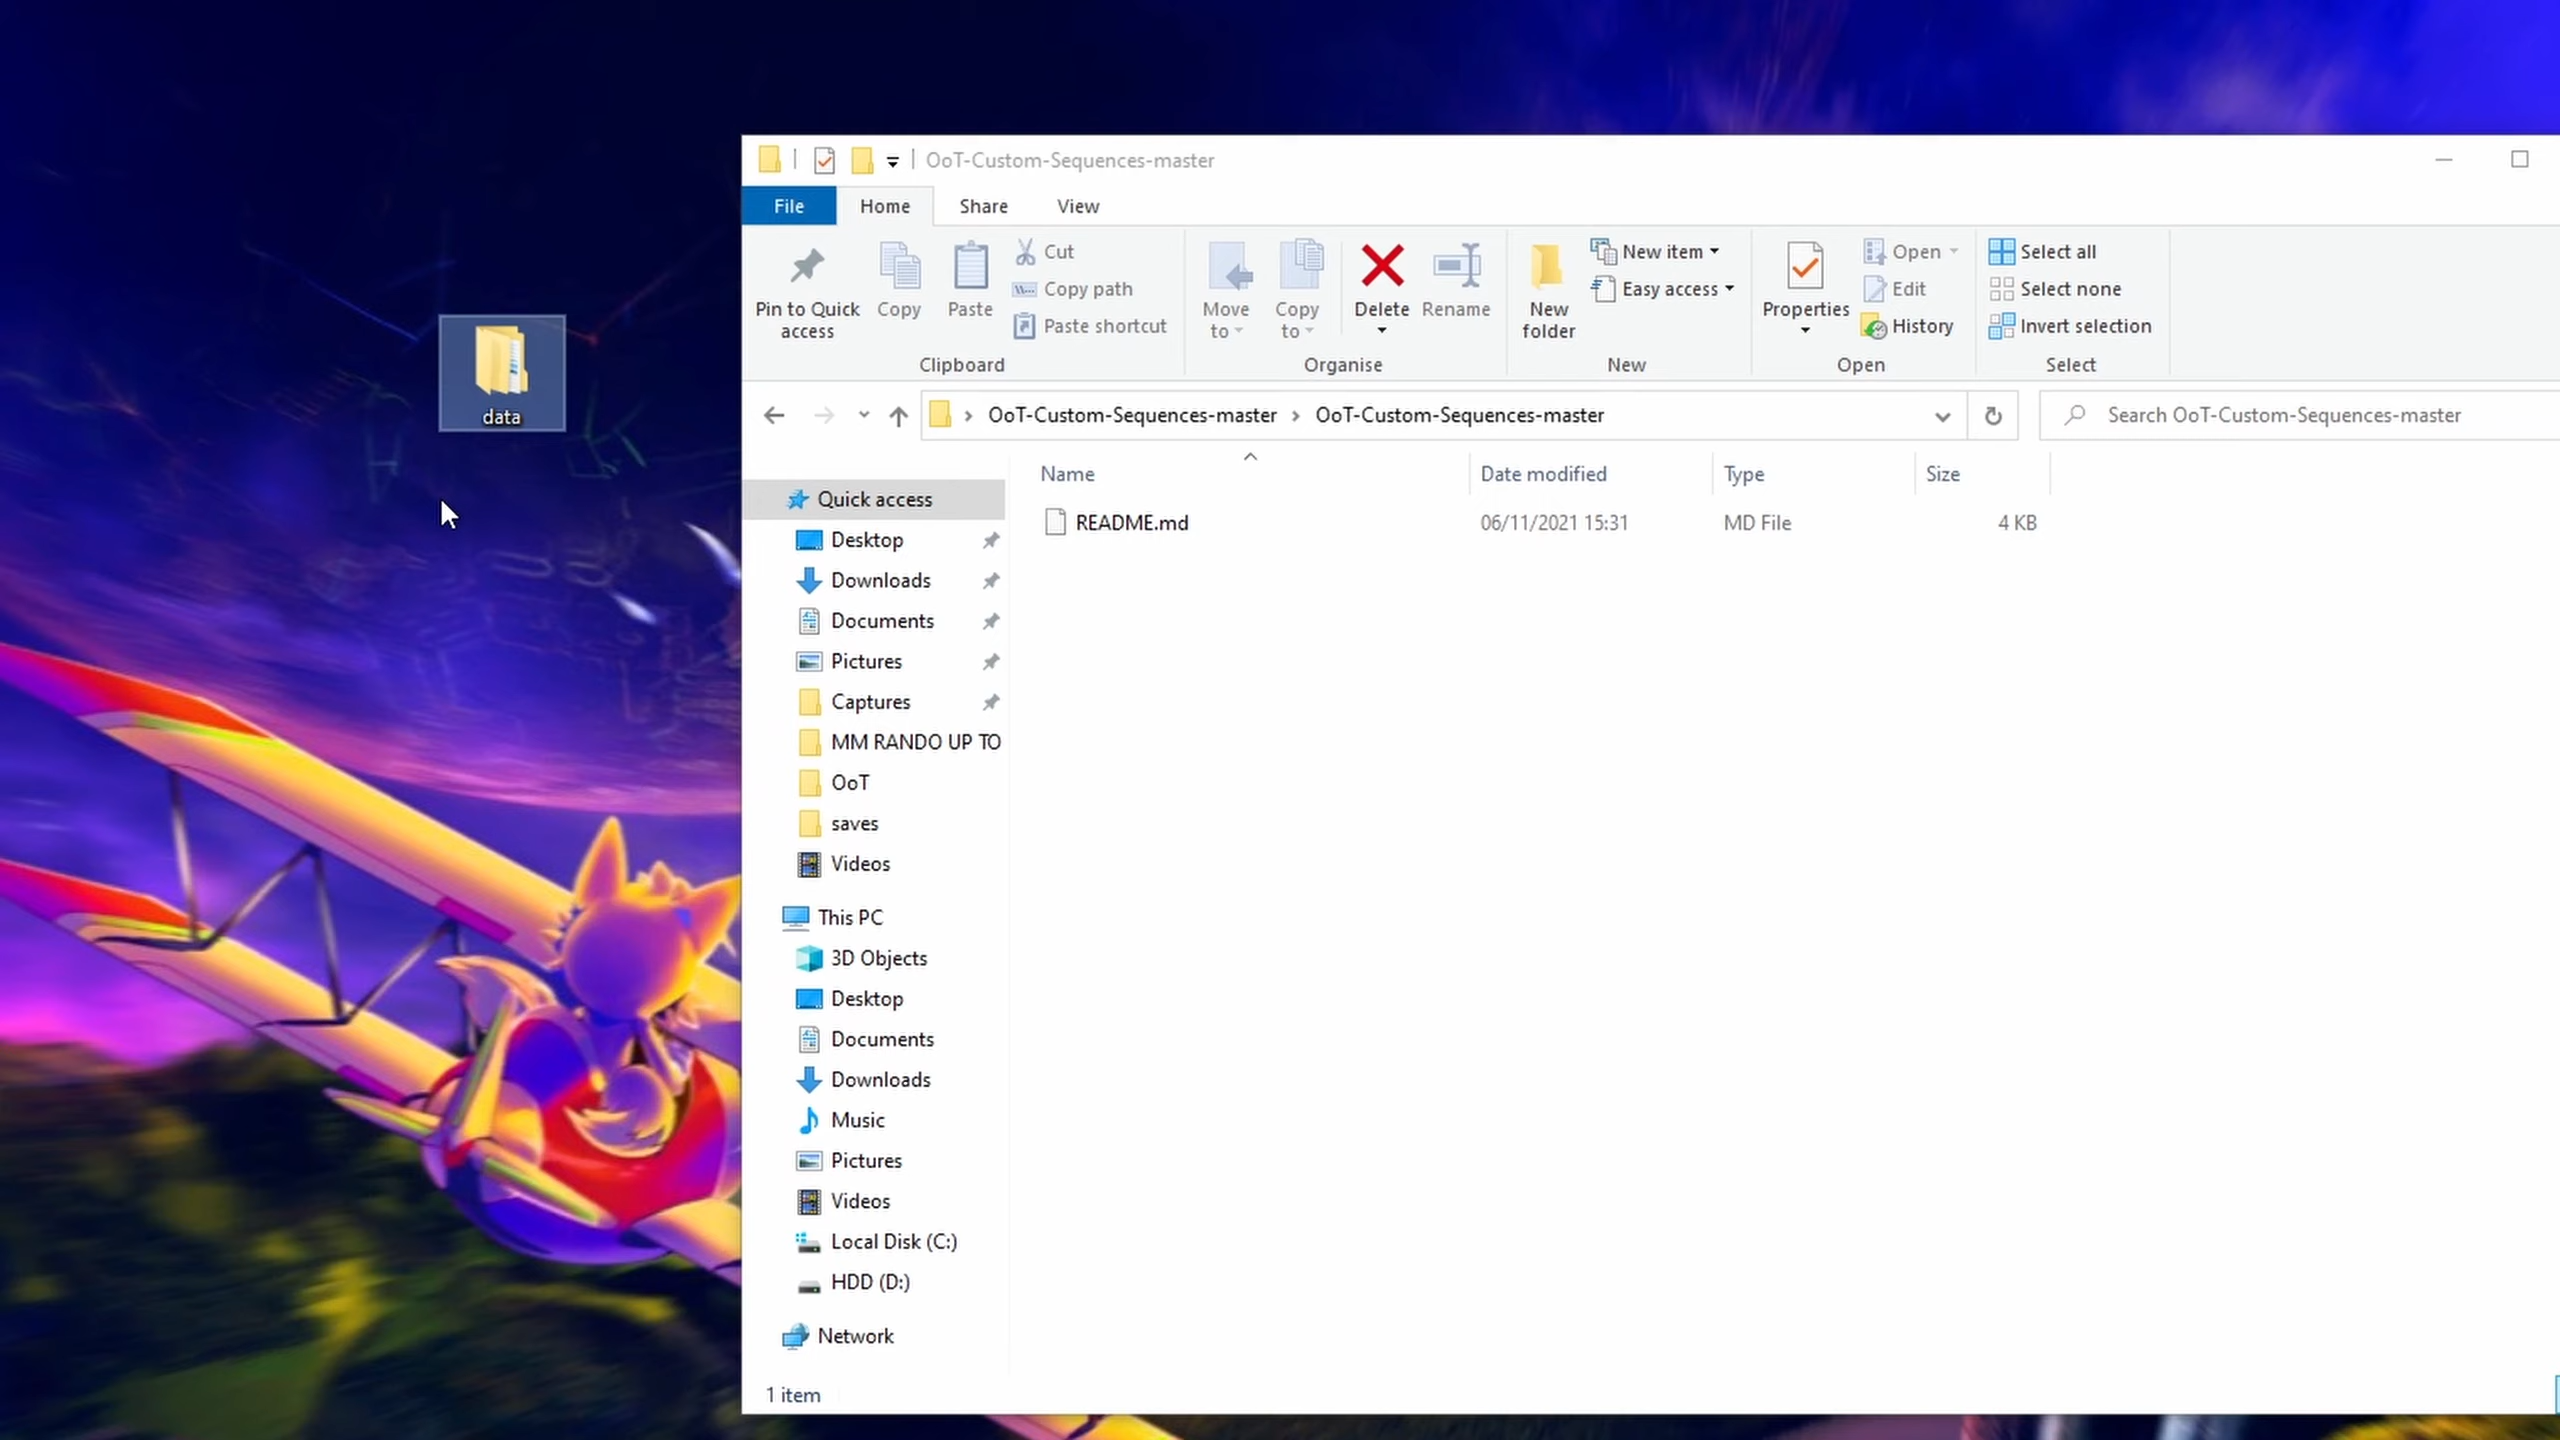 data
OoT-Custom-Sequences-master
File Home Share View
Pin to Quick access
Copy
Paste
Cut
Copy path
Paste shortcut
Clipboard
Move to
Copy to
Delete
Rename
Organise
New folder
New item
Easy access
New
Properties
Open
Edit
History
Open
Select all
Select none
Invert selection
Select
OoT-Custom-Sequences-master › OoT-Custom-Sequences-master
Search OoT-Custom-Sequences-master
Name Date modified Type Size
README.md 06/11/2021 15:31 MD File 4 KB
Quick access
Desktop
Downloads
Documents
Pictures
Captures
MM RANDO UP TO
OoT
saves
Videos
This PC
3D Objects
Desktop
Documents
Downloads
Music
Pictures
Videos
Local Disk (C:)
HDD (D:)
Network
1 item